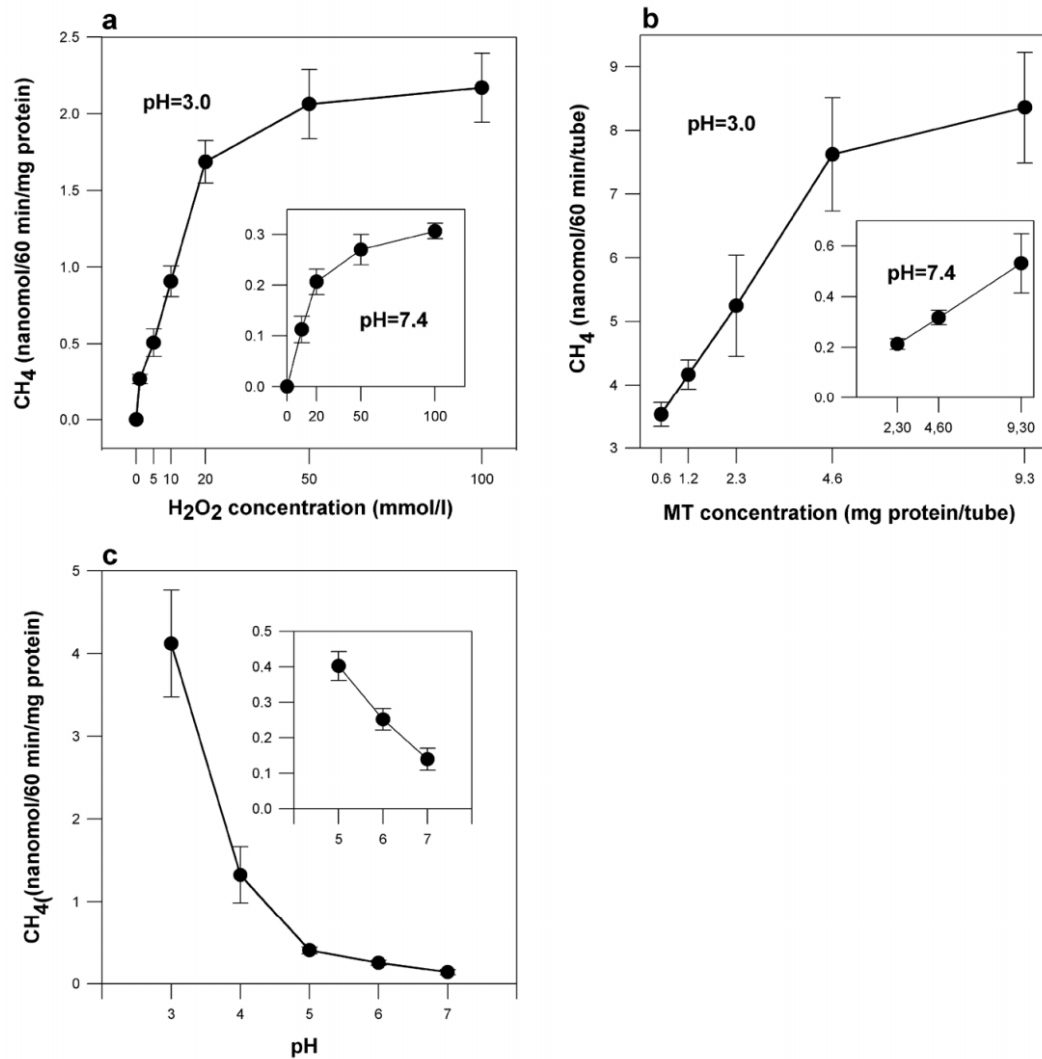 a
CH4 (nanomol/60 min/mg protein)
2.5
2.0
1.5
1.0
0.5
0.0
pH=3.0
0.3
0.2
0.1
0.0
pH=7.4
0 20 50 100
0 5 10 20 50 100
H2O2 concentration (mmol/l)
b
CH4 (nanomol/60 min/tube)
9
8
7
6
5
4
3
pH=3.0
0.6
0.4
0.2
0.0
pH=7.4
2,30 4,60 9,30
0.6 1.2 2.3 4.6 9.3
MT concentration (mg protein/tube)
c
CH4((nanomol/60 min/mg protein)
5
4
3
2
1
0
0.5
0.4
0.3
0.2
0.1
0.0
5 6 7
3 4 5 6 7
pH